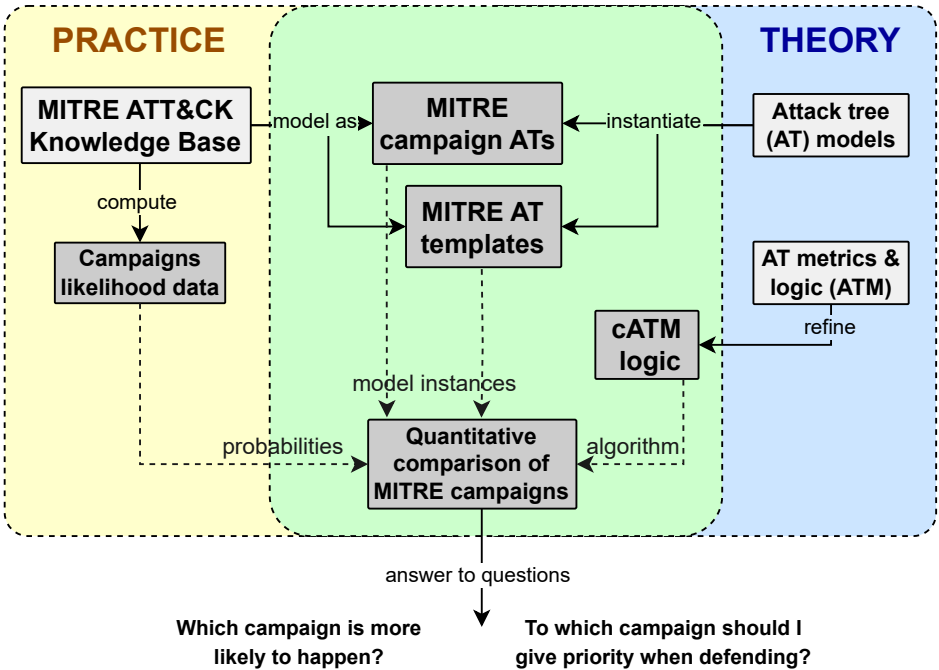 PRACTICE
THEORY
MITRE ATT&CK
Knowledge Base
model as
MITRE
campaign ATs
instantiate
Attack tree
(AT) models
compute
MITRE AT
templates
Campaigns
likelihood data
AT metrics &
logic (ATM)
refine
cATM
logic
model instances
probabilities
Quantitative
comparison of
MITRE campaigns
algorithm
answer to questions
Which campaign is more
likely to happen?
To which campaign should I
give priority when defending?